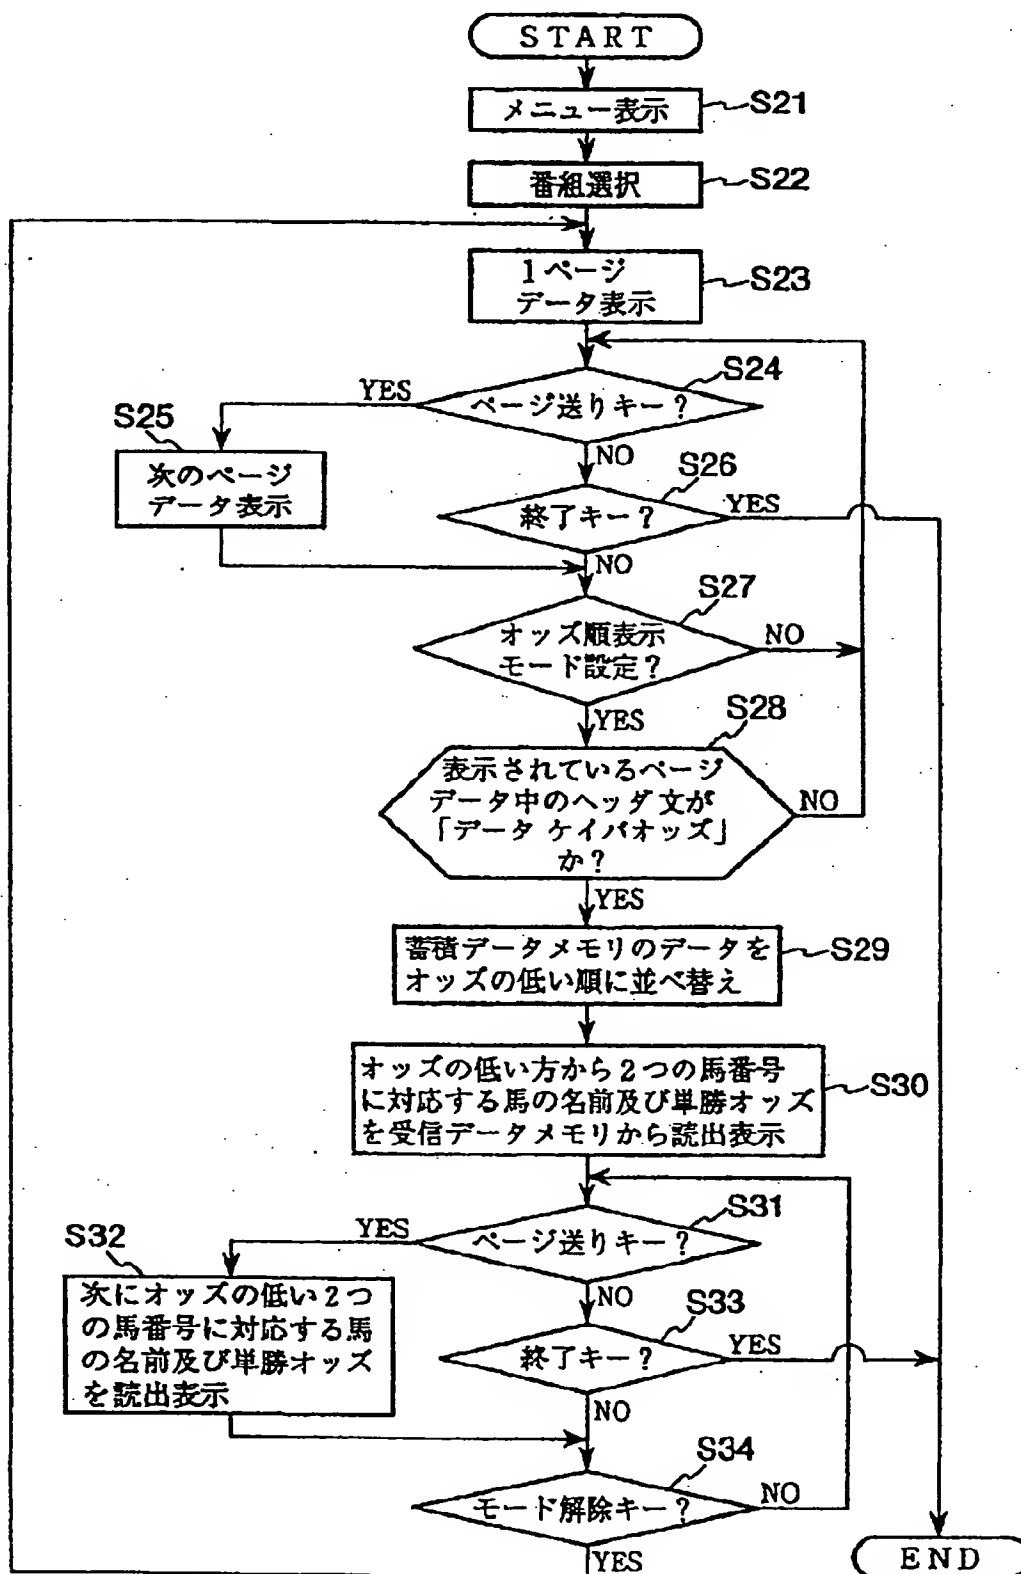 START
メニュー表示
S21
番組選択
S22
1ページ
データ表示
S23
S24
YES
ページ送りキー?
S25
NO
次のページ
データ表示
S26
終了キー?
YES
NO
S27
オッズ順表示
モード設定?
NO
YES
S28
表示されているページ
データ中のヘッダ文が
「データ ケイバオッズ」
か?
NO
YES
蓄積データメモリのデータを
オッズの低い順に並べ替え
S29
オッズの低い方から2つの馬番号
に対応する馬の名前及び単勝オッズ
を受信データメモリから読出表示
S30
S31
YES
ページ送りキー?
S32
NO
次にオッズの低い2つ
の馬番号に対応する馬
の名前及び単勝オッズ
を読出表示
S33
終了キー?
YES
NO
S34
モード解除キー?
NO
YES
END